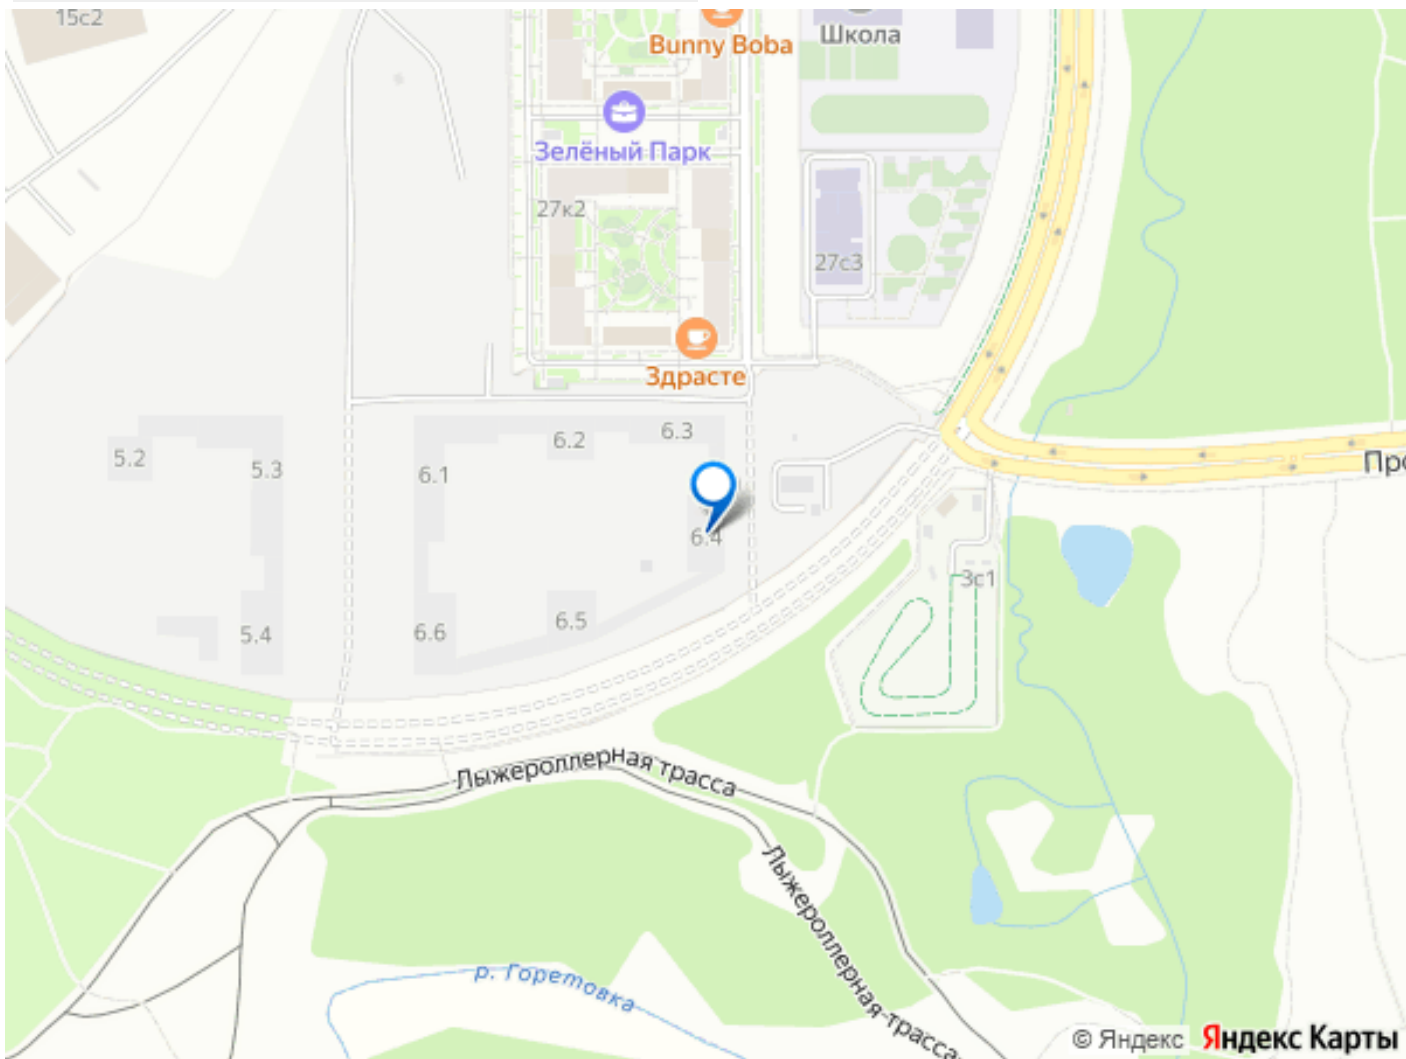 15с2
Bunny Boba
Школа
Зелёный Парк
27к2
27с3
Здрасте
5.2
5.3
6.1
6.2
6.3
6.4
Про
3с1
5.4
6.6
6.5
Лыжероллерная трасса
Лыжероллерная трасса
р. Горетовка
© Яндекс Яндекс Карты